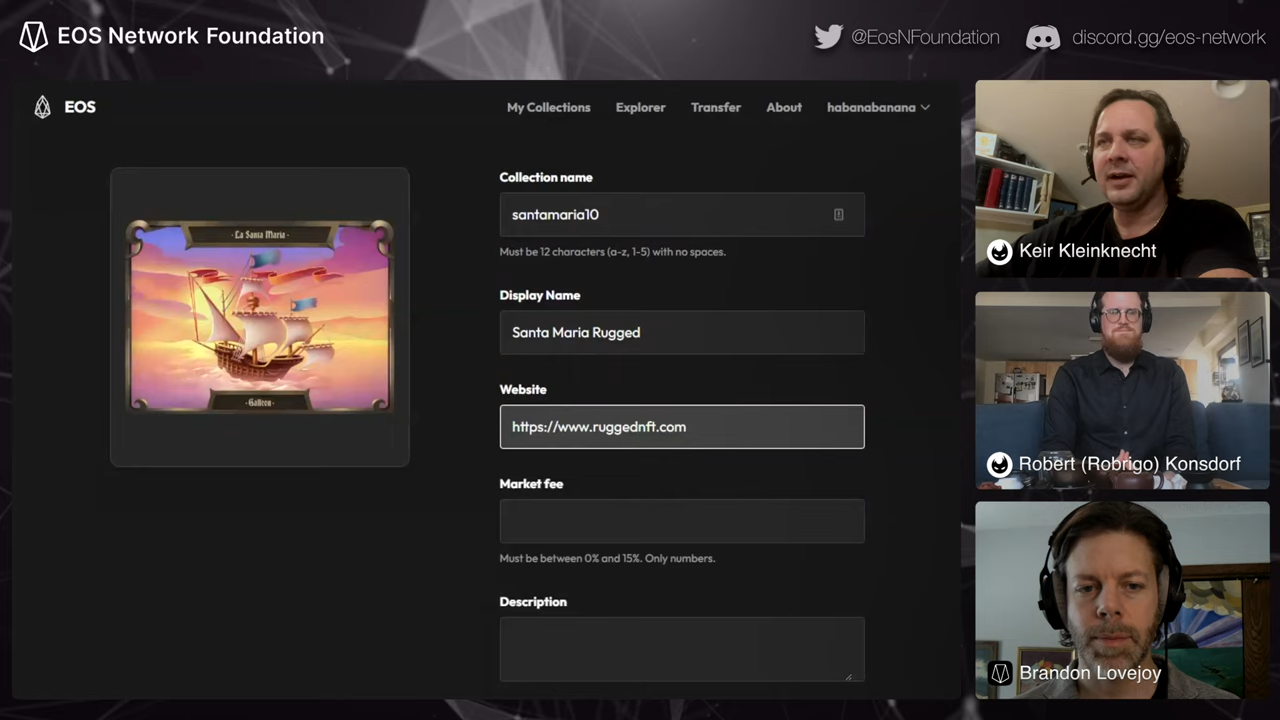 EOS Network Foundation
@EosNFoundation
discord.gg/eos-network
EOS
My Collections
Explorer
Transfer
About
habanabanana
· La Santa Maria ·
· Galleon ·
Collection name
santamaria10
Must be 12 characters (a-z, 1-5) with no spaces.
Display Name
Santa Maria Rugged
Website
https://www.ruggednft.com
Market fee
Must be between 0% and 15%. Only numbers.
Description
Keir Kleinknecht
Robert (Robrigo) Konsdorf
Brandon Lovejoy